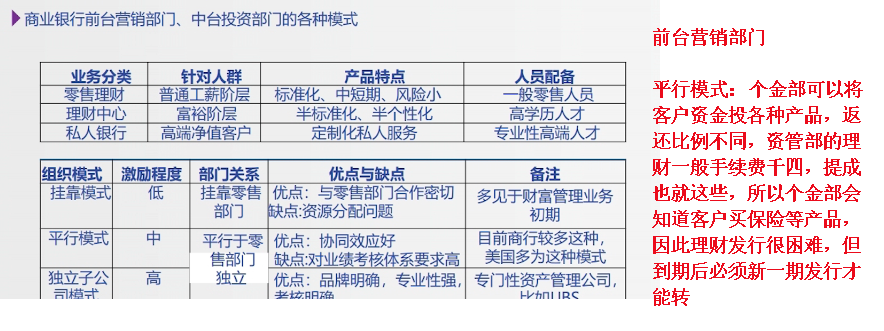 商业银行前台营销部门、中台投资部门的各种模式
业务分类 针对人群 产品特点 人员配备
零售理财 普通工薪阶层 标准化、中短期、风险小 一般零售人员
理财中心 富裕阶层 半标准化、半个性化 高学历人才
私人银行 高端净值客户 定制化私人服务 专业性高端人才
组织模式 激励程度 部门关系 优点与缺点 备注
挂靠模式 低 挂靠零售 优点：与零售部门合作密切 多见于财富管理业务
部门 缺点:资源分配问题 初期
平行模式 中 平行于零 优点：协同效应好 目前商行较多这种，
售部门 缺点:对业绩考核体系要求高 美国多为这种模式
独立子公 高 独立 优点：品牌明确，专业性强， 专门性资产管理公司，
司模式 考核明确 比如UBS
前台营销部门
平行模式：个金部可以将
客户资金投各种产品，返
还比例不同，资管部的理
财一般手续费千四，提成
也就这些，所以个金部会
知道客户买保险等产品，
因此理财发行很困难，但
到期后必须新一期发行才
能转